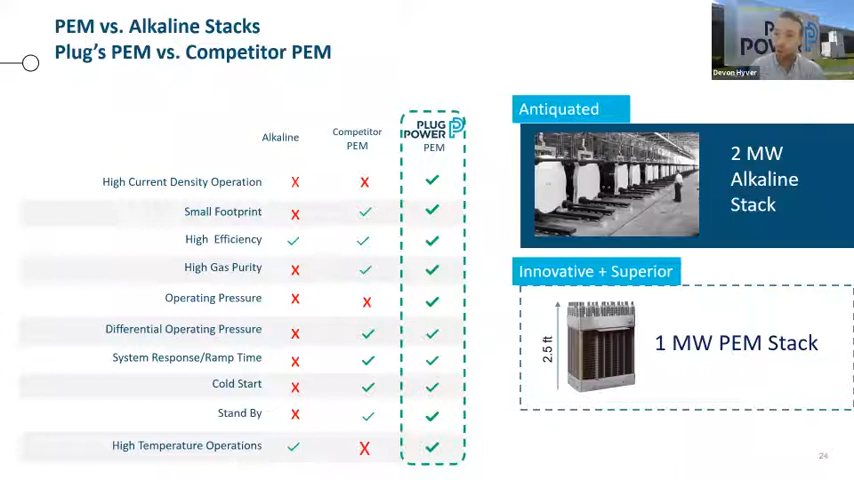 PEM vs. Alkaline Stacks
Plug's PEM vs. Competitor PEM
PLUG
POWER
Devon Hyver
Alkaline
Competitor
PEM
PLUG
POWER
PEM
High Current Density Operation X X ✓
Small Footprint X ✓ ✓
High Efficiency ✓ ✓ ✓
High Gas Purity X ✓ ✓
Operating Pressure X X ✓
Differential Operating Pressure X ✓ ✓
System Response/Ramp Time X ✓ ✓
Cold Start X ✓ ✓
Stand By X ✓ ✓
High Temperature Operations ✓ X ✓
Antiquated
2 MW
Alkaline
Stack
Innovative + Superior
2.5 ft
1 MW PEM Stack
24